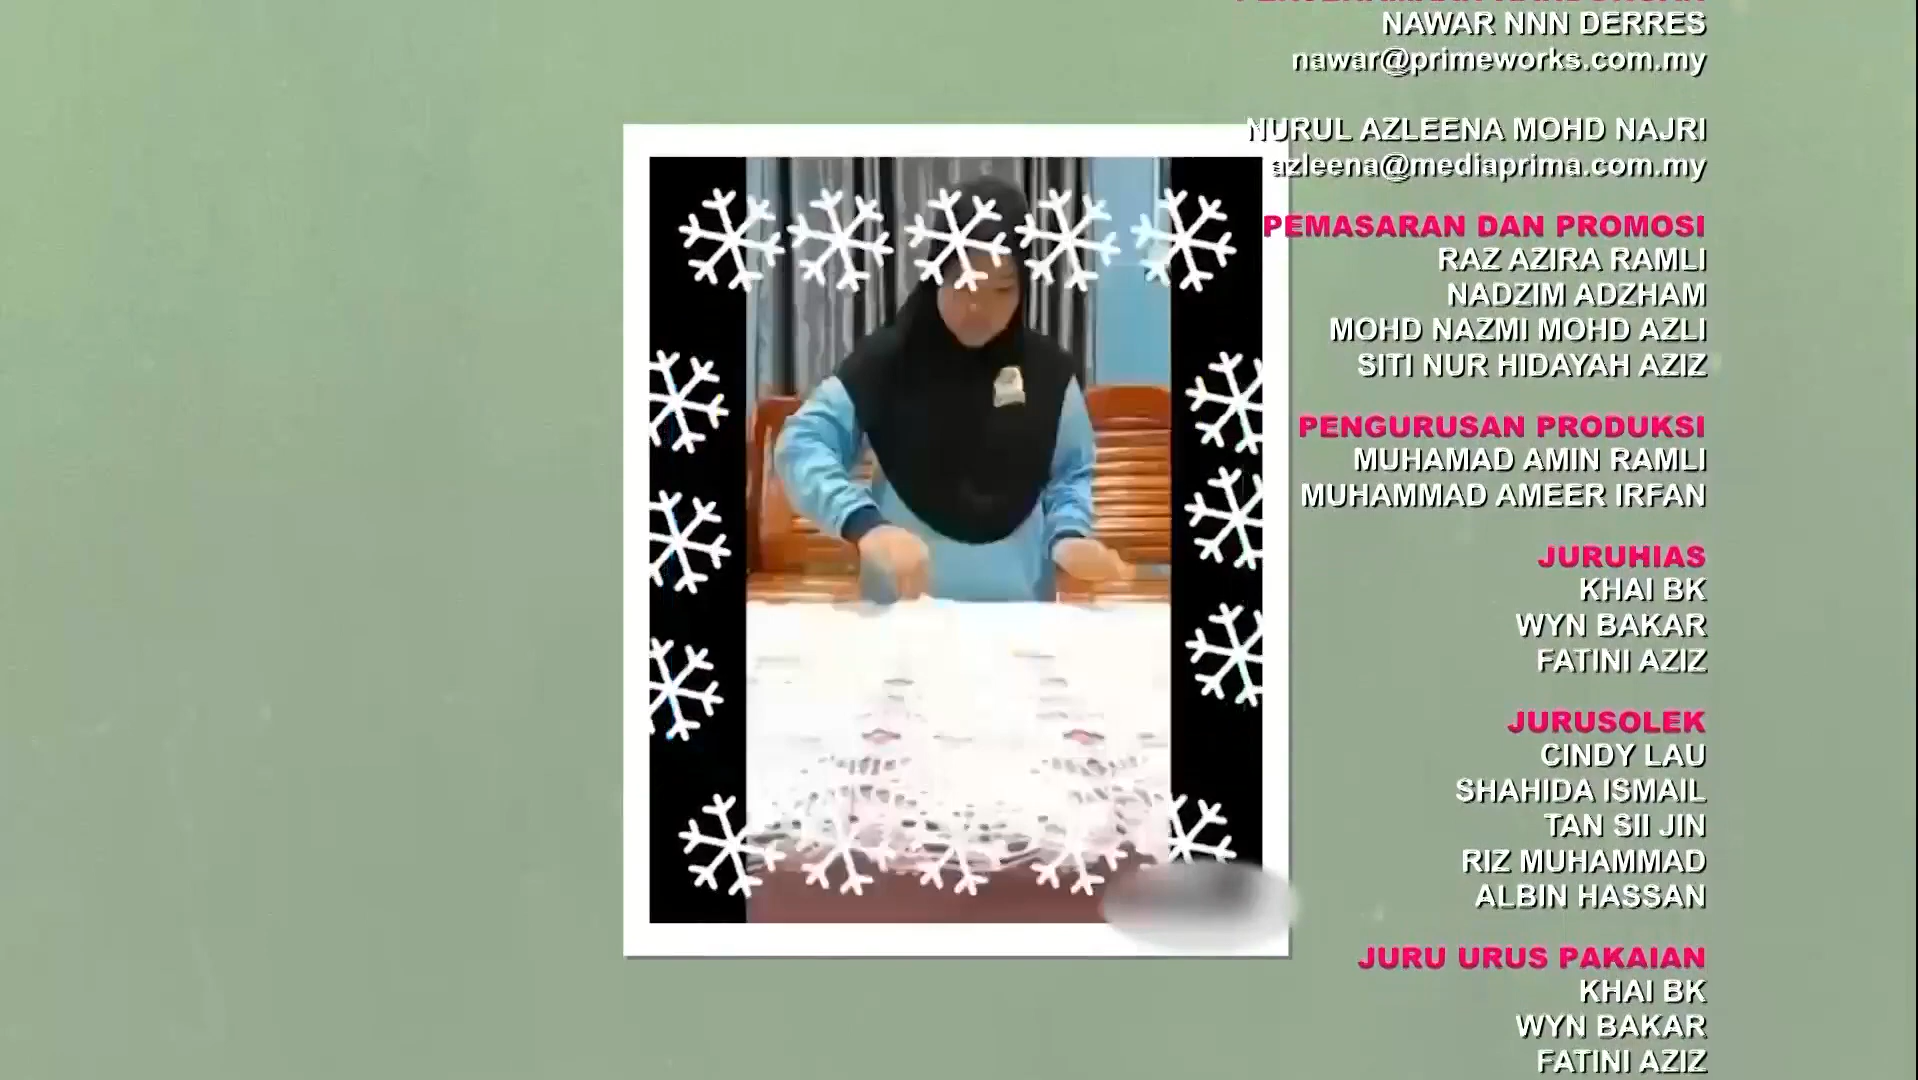 NAWAR NNN DERRES
nawar@primeworks.com.my
NURUL AZLEENA MOHD NAJRI
azleena@mediaprima.com.my
PEMASARAN DAN PROMOSI
RAZ AZIRA RAMLI
NADZIM ADZHAM
MOHD NAZMI MOHD AZLI
SITI NUR HIDAYAH AZIZ
PENGURUSAN PRODUKSI
MUHAMAD AMIN RAMLI
MUHAMMAD AMEER IRFAN
JURUHIAS
KHAI BK
WYN BAKAR
FATINI AZIZ
JURUSOLEK
CINDY LAU
SHAHIDA ISMAIL
TAN SII JIN
RIZ MUHAMMAD
ALBIN HASSAN
JURU URUS PAKAIAN
KHAI BK
WYN BAKAR
FATINI AZIZ